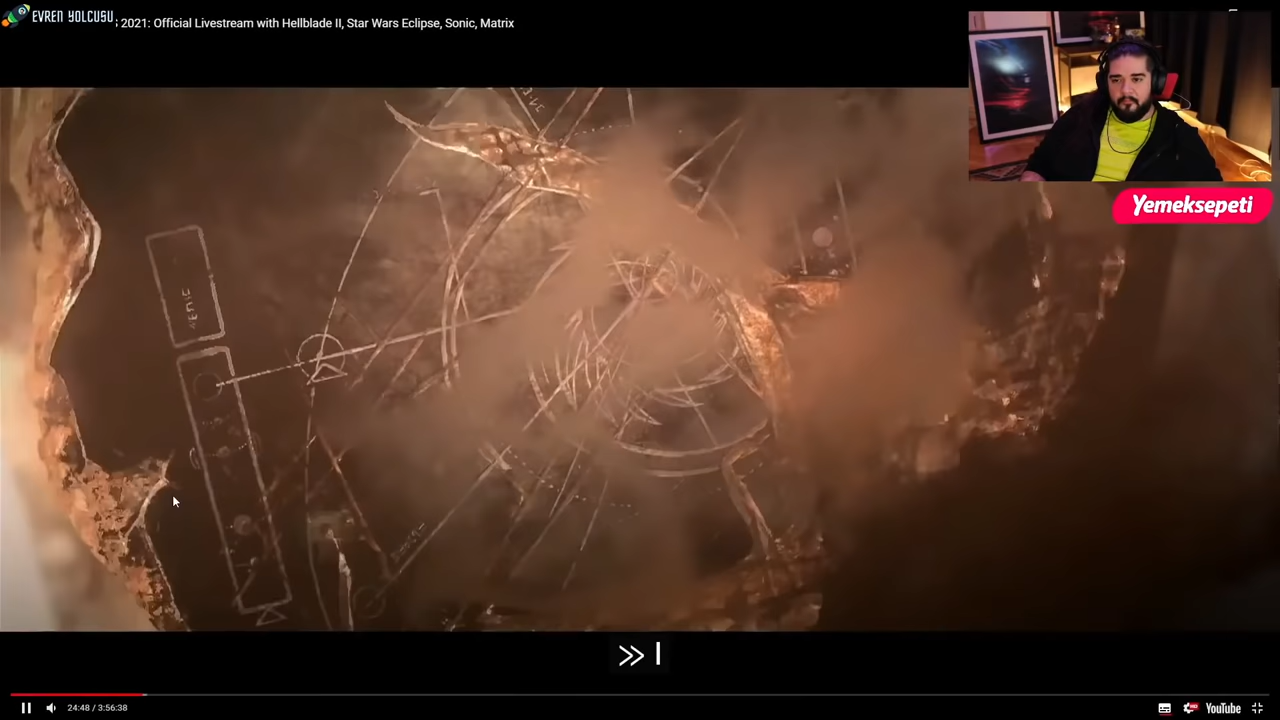 EVREN YOLCUSU
2021: Official Livestream with Hellblade II, Star Wars Eclipse, Sonic, Matrix
Yemeksepeti
24:48 / 3:56:38
HD
YouTube